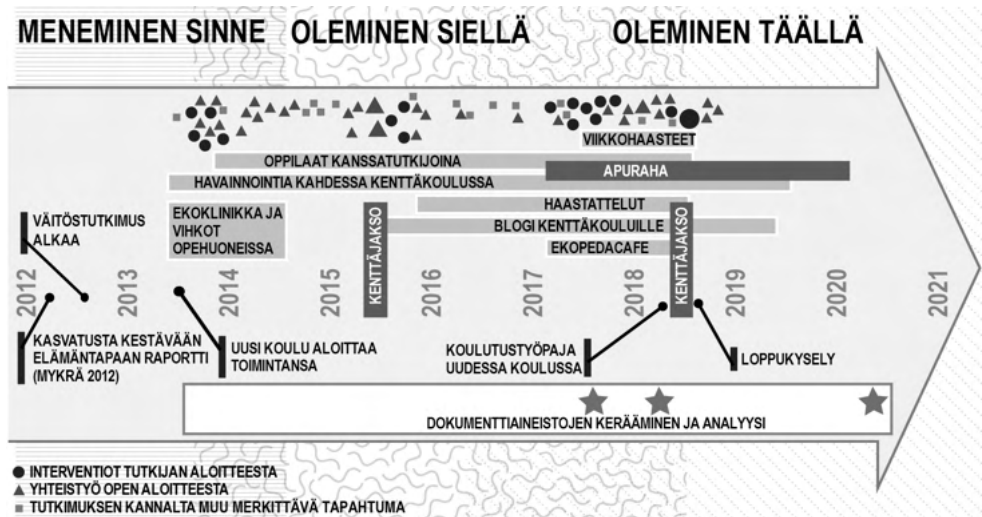 MENEMINEN SINNE
OLEMINEN SIELLÄ
OLEMINEN TÄÄLLÄ
VIIKKOHAASTEET
OPPILAAT KANSSATUTKIJOINA
APURAHA
HAVAINNOINTIA KAHDESSA KENTTÄKOULUSSA
HAASTATTELUT
VÄITÖSTUTKIMUS
ALKAA
EKOKLINIKKA JA
VIHKOT
OPEHUONEISSA
KENTTÄJAKSO
BLOGI KENTTÄKOULUILLE
EKOPEDACAFE
KENTTÄJAKSO
2012
2013
2014
2015
2016
2017
2018
2019
2020
2021
KASVATUSTA KESTÄVÄÄN
ELÄMÄNTAPAAN RAPORTTI
(MYKRÄ 2012)
UUSI KOULU ALOITTAA
TOIMINTANSA
KOULUTUSTYÖPAJA
UUDESSA KOULUSSA
LOPPUKYSELY
DOKUMENTTIAINEISTOJEN KERÄÄMINEN JA ANALYYSI
INTERVENTIOT TUTKIJAN ALOITTEESTA
YHTEISTYÖ OPEN ALOITTEESTA
TUTKIMUKSEN KANNALTA MUU MERKITTÄVÄ TAPAHTUMA